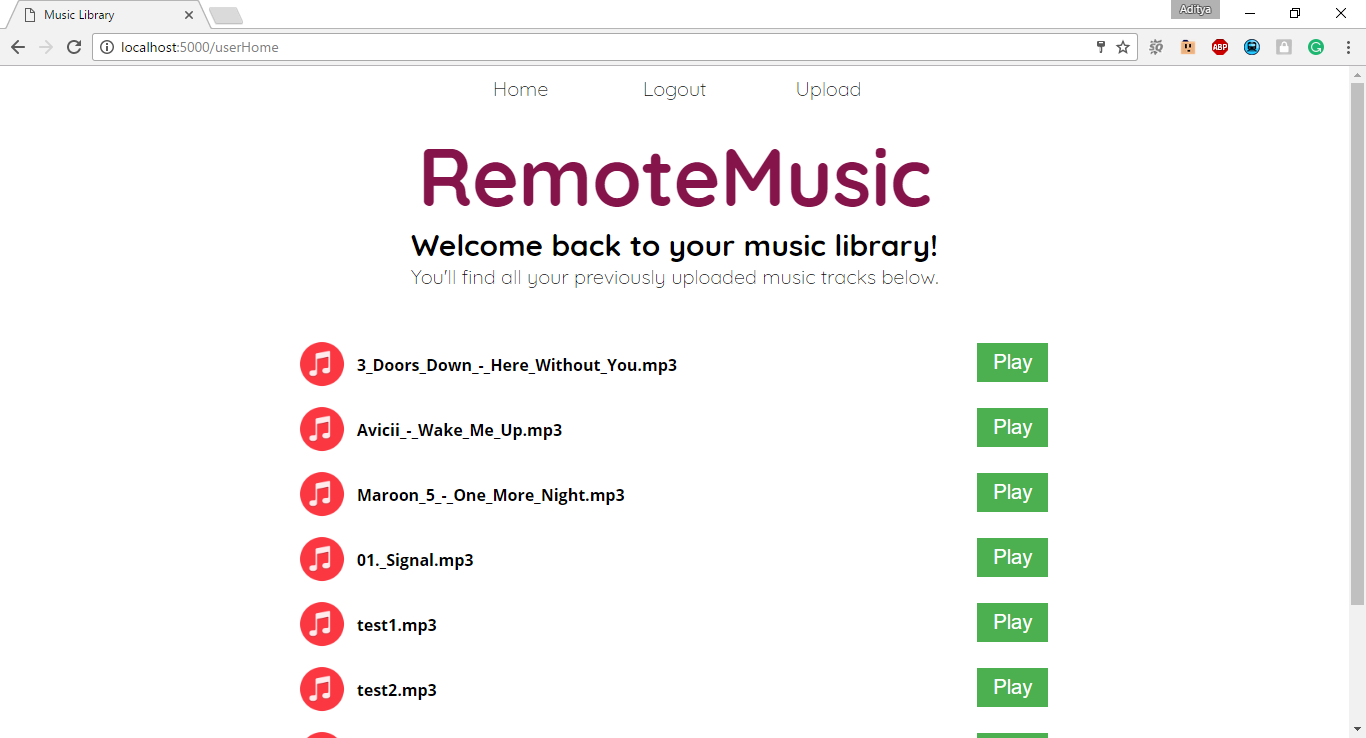 Music Library
Aditya
localhost:5000/userHome
ABP
Home Logout Upload
RemoteMusic
Welcome back to your music library!
You'll find all your previously uploaded music tracks below.
3_Doors_Down_-_Here_Without_You.mp3 Play
Avicii_-_Wake_Me_Up.mp3 Play
Maroon_5_-_One_More_Night.mp3 Play
01._Signal.mp3 Play
test1.mp3 Play
test2.mp3 Play